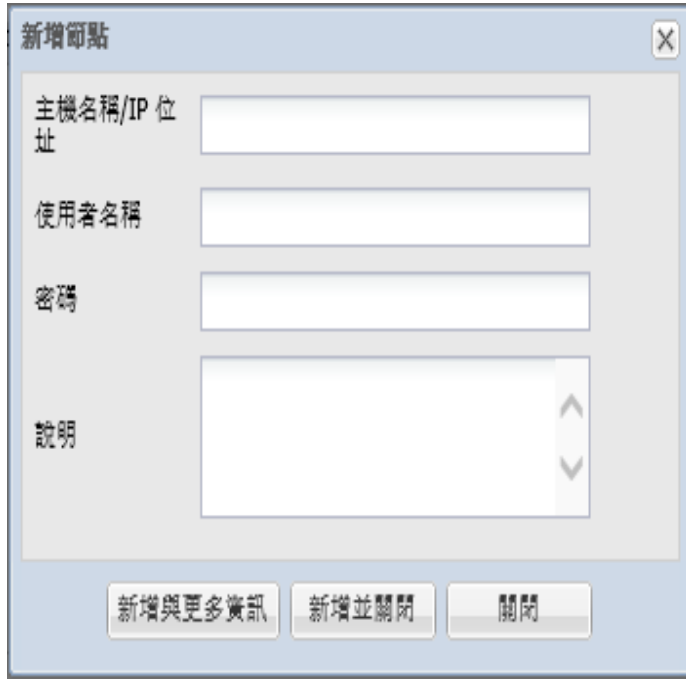 新增節點
主機名稱/IP 位
址
使用者名稱
密碼
說明
新增與更多資訊
新增並關閉
關閉